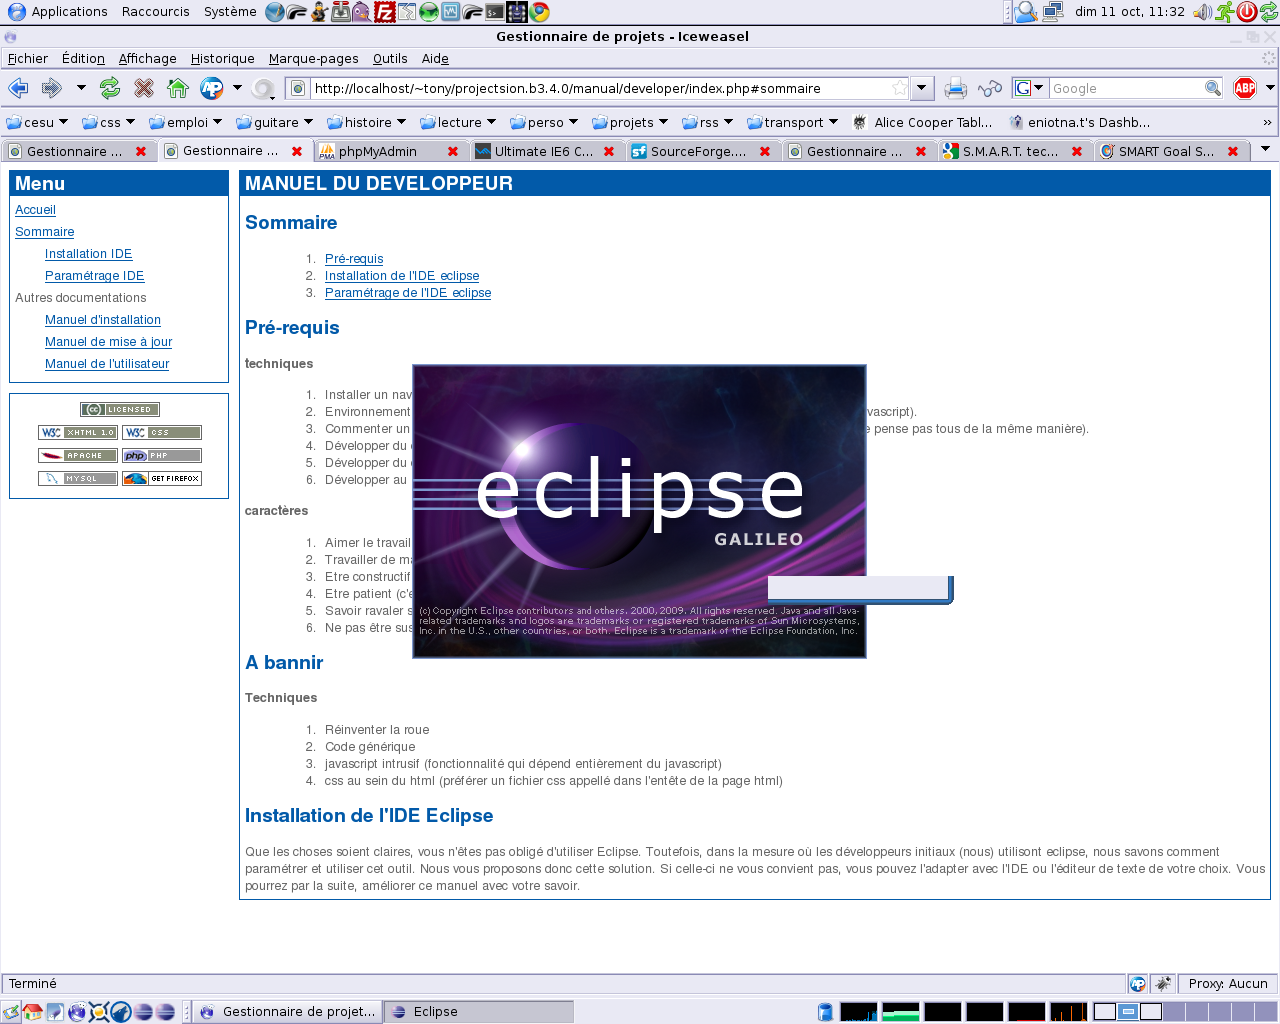 Applications Raccourcis Système dim 11 oct, 11:32
Gestionnaire de projets - Iceweasel
Fichier Édition Affichage Historique Marque-pages Outils Aide
http://localhost/~tony/projectsion.b3.4.0/manual/developer/index.php#sommaire Google ABP
cesu css emploi guitare histoire lecture perso projets rss transport Alice Cooper Tabl... eniotna.t's Dashb... »
Gestionnaire ... Gestionnaire ... phpMyAdmin Ultimate IE6 C... SourceForge.... Gestionnaire ... S.M.A.R.T. tec... SMART Goal S...
Menu
Accueil
Sommaire
Installation IDE
Paramétrage IDE
Autres documentations
Manuel d'installation
Manuel de mise à jour
Manuel de l'utilisateur
cc LICENSED
W3C XHTML 1.0 W3C CSS
APACHE php PHP
MYSQL GET FIREFOX
MANUEL DU DEVELOPPEUR
Sommaire
1. Pré-requis
2. Installation de l'IDE eclipse
3. Paramétrage de l'IDE eclipse
Pré-requis
techniques
1. Installer un nav
2. Environnement vascript).
3. Commenter un e pense pas tous de la même manière).
4. Développer du
5. Développer du
6. Développer au
caractères
1. Aimer le travail
2. Travailler de ma
3. Etre constructif
4. Etre patient (c'e
5. Savoir ravaler s
6. Ne pas être sus
eclipse
GALILEO
(c) Copyright Eclipse contributors and others. 2000, 2009. All rights reserved. Java and all Java-
related trademarks and logos are trademarks or registered trademarks of Sun Microsystems,
Inc. in the U.S., other countries, or both. Eclipse is a trademark of the Eclipse Foundation, Inc.
A bannir
Techniques
1. Réinventer la roue
2. Code générique
3. javascript intrusif (fonctionnalité qui dépend entièrement du javascript)
4. css au sein du html (préférer un fichier css appellé dans l'entête de la page html)
Installation de l'IDE Eclipse
Que les choses soient claires, vous n'êtes pas obligé d'utiliser Eclipse. Toutefois, dans la mesure où les développeurs initiaux (nous) utilisont eclipse, nous savons comment
paramétrer et utiliser cet outil. Nous vous proposons donc cette solution. Si celle-ci ne vous convient pas, vous pouvez l'adapter avec l'IDE ou l'éditeur de texte de votre choix. Vous
pourrez par la suite, améliorer ce manuel avec votre savoir.
Terminé Proxy: Aucun
Gestionnaire de projet... Eclipse